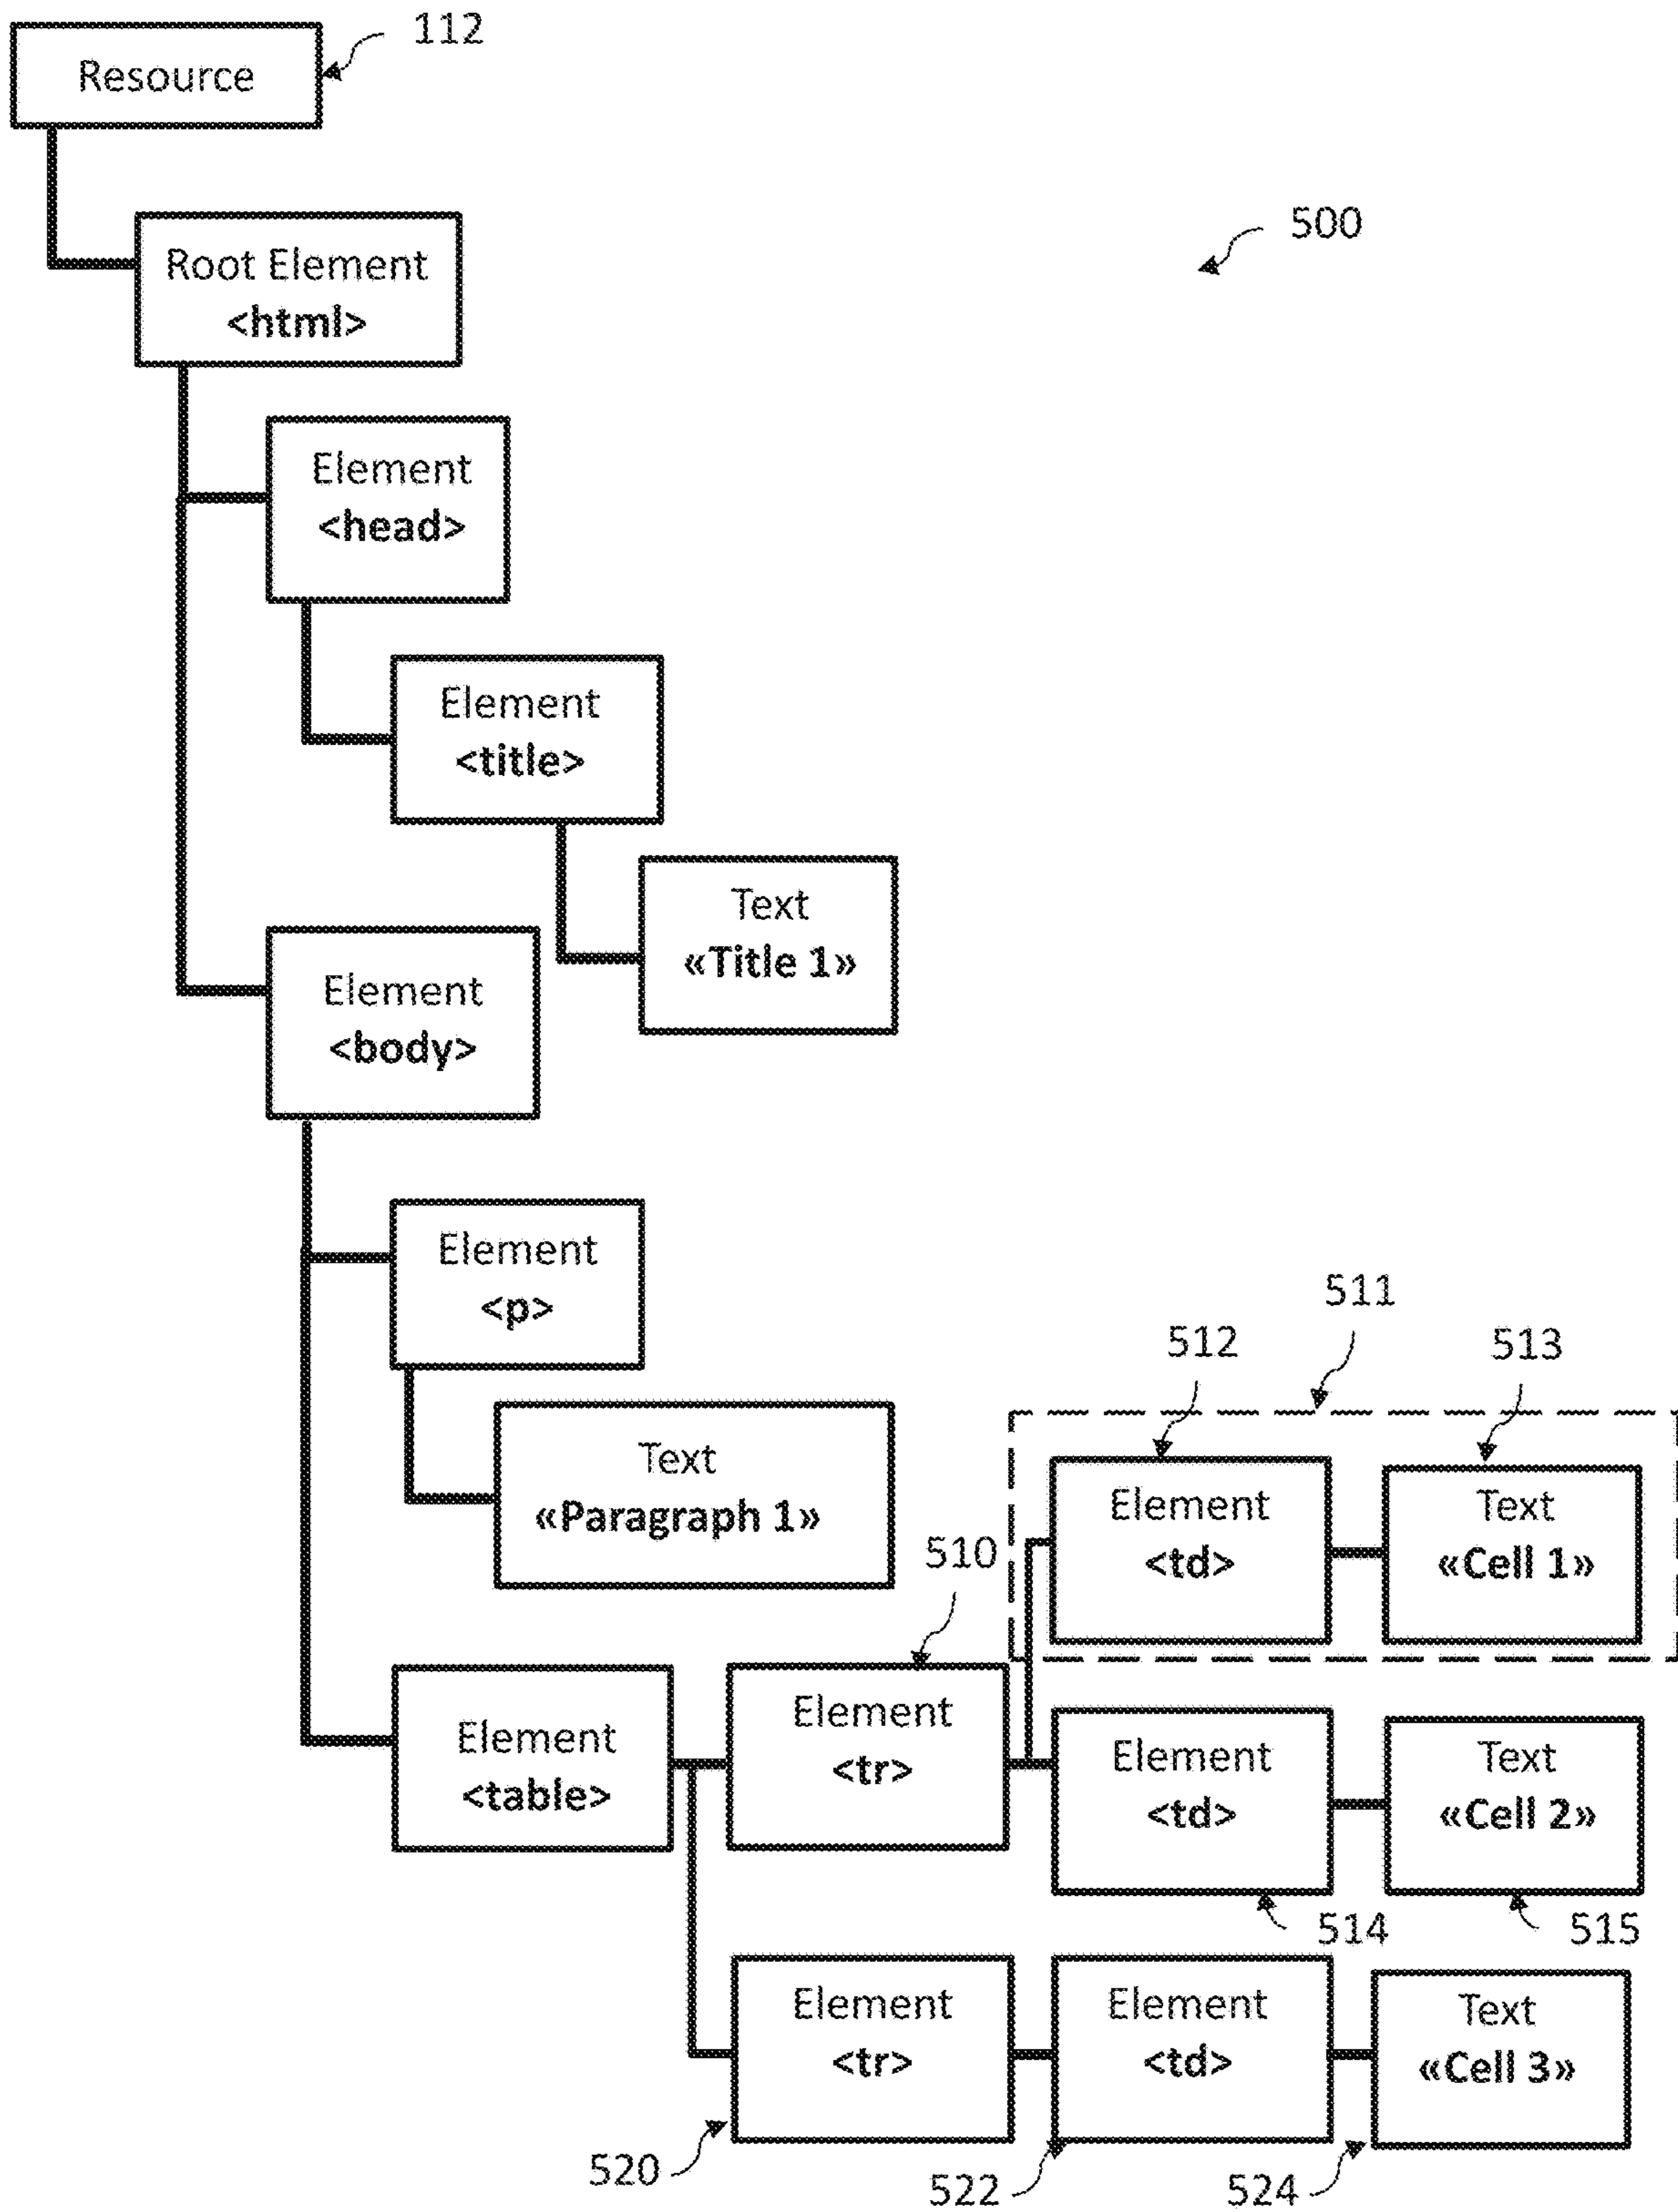 112
Resource
500
Root Element
<html>
Element
<head>
Element
<title>
Text
«Title 1»
Element
<body>
Element
<p>
Text
«Paragraph 1»
511
512
513
Element
<td>
Text
«Cell 1»
510
Element
<table>
Element
<tr>
Element
<td>
Text
«Cell 2»
514
515
Element
<tr>
Element
<td>
Text
«Cell 3»
520
522
524